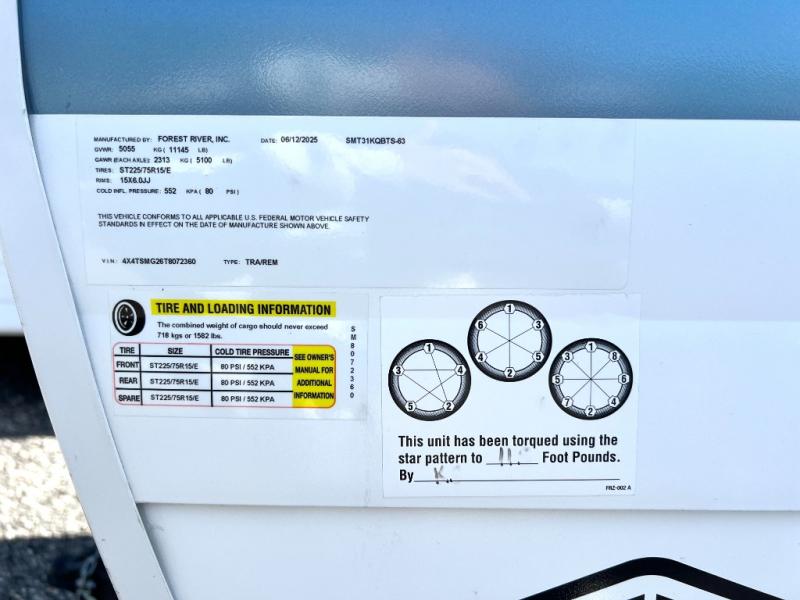 MANUFACTURED BY: FOREST RIVER, INC. DATE: 06/12/2025 SMT31KQBTS-63
GVWR: 5055 KG ( 11145 LB)
GAWR (EACH AXLE): 2313 KG ( 5100 LB)
TIRES: ST225/75R15/E
RIMS: 15X6.0JJ
COLD INFL. PRESSURE: 552 KPA ( 80 PSI )
THIS VEHICLE CONFORMS TO ALL APPLICABLE U.S. FEDERAL MOTOR VEHICLE SAFETY
STANDARDS IN EFFECT ON THE DATE OF MANUFACTURE SHOWN ABOVE.
V I N : 4X4TSMG26T8072360 TYPE: TRA/REM
TIRE AND LOADING INFORMATION
The combined weight of cargo should never exceed
718 kgs or 1582 lbs.
TIRE SIZE COLD TIRE PRESSURE
FRONT ST225/75R15/E 80 PSI / 552 KPA
REAR ST225/75R15/E 80 PSI / 552 KPA
SPARE ST225/75R15/E 80 PSI / 552 KPA
SEE OWNER'S
MANUAL FOR
ADDITIONAL
INFORMATION
SM8072360
1 4 2 5 3
1 3 5 2 4 6
1 8 6 4 2 7 5 3
This unit has been torqued using the
star pattern to 11. Foot Pounds.
By K..
FRZ-002 A